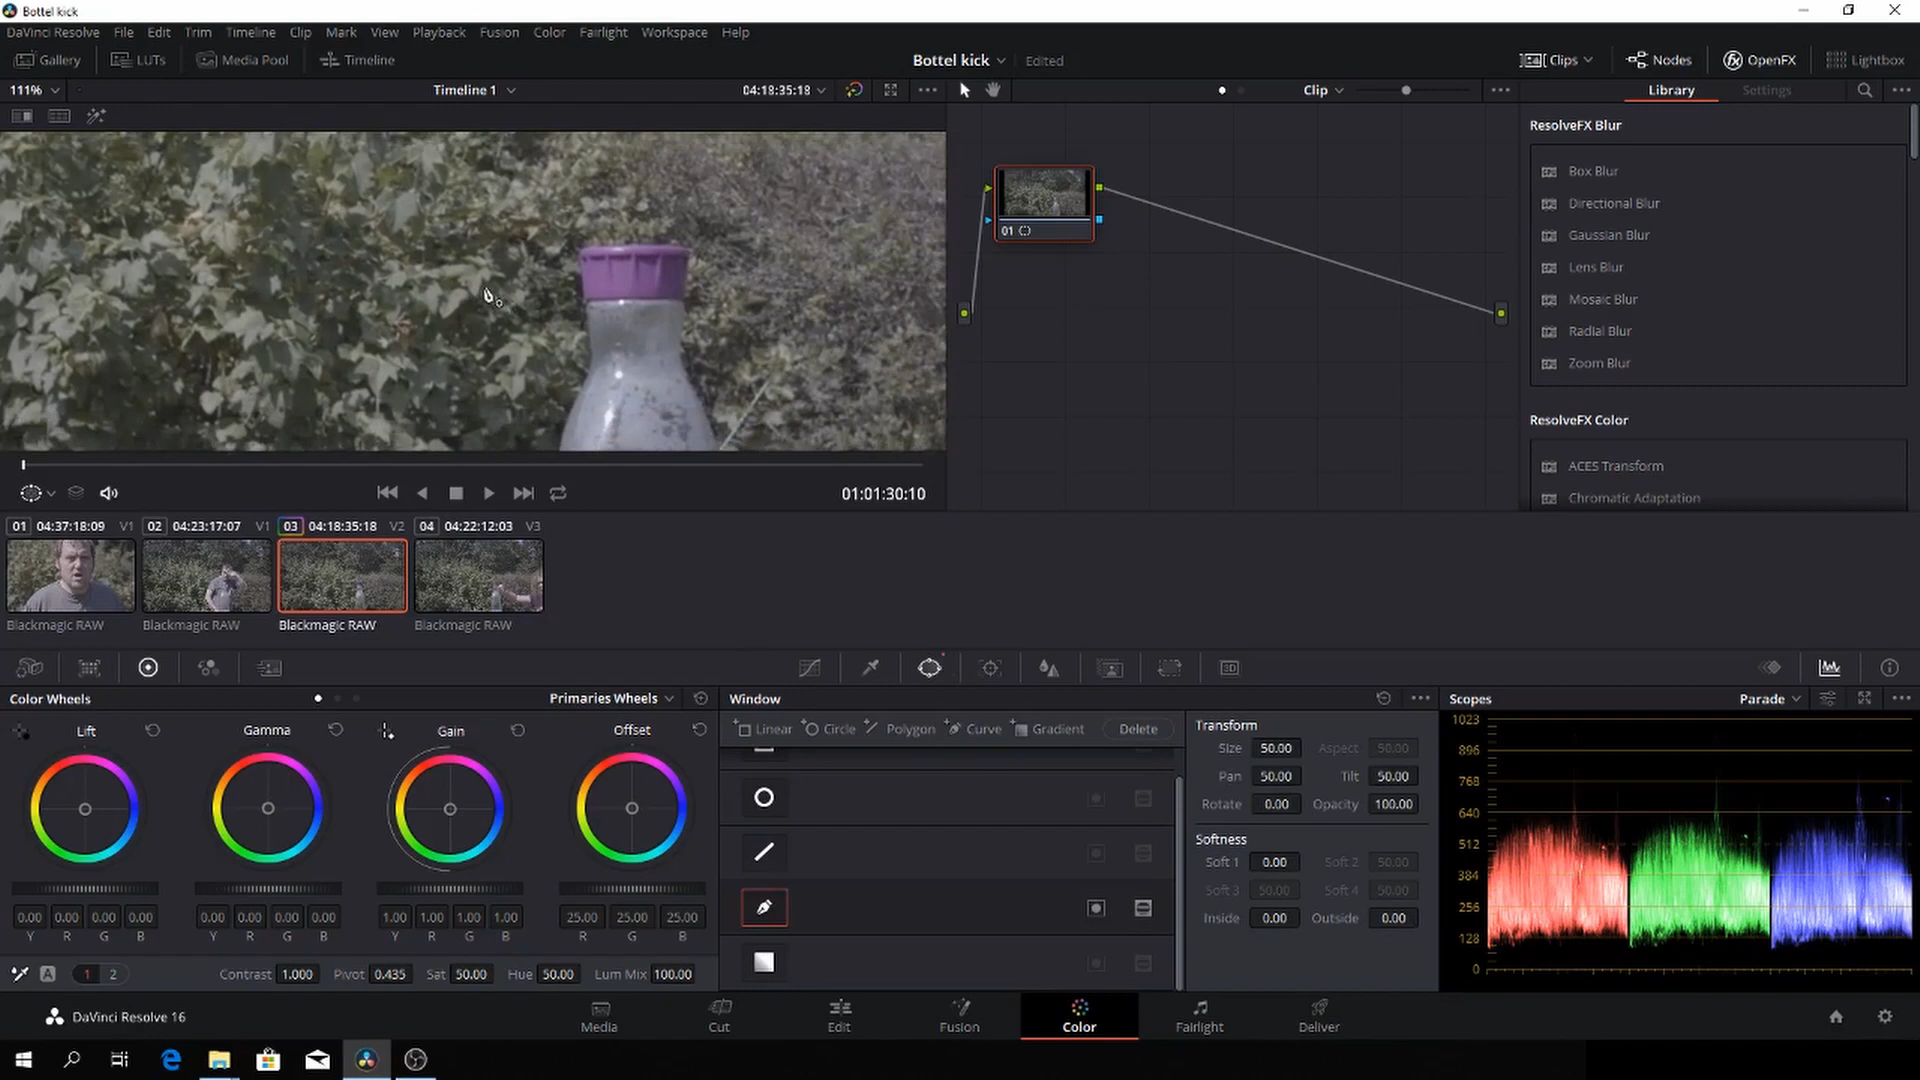 Bottel kick
DaVinci Resolve File Edit Trim Timeline Clip Mark View Playback Fusion Color Fairlight Workspace Help
Gallery LUTs Media Pool Timeline Bottel kick Edited Clips Nodes fx OpenFX Lightbox
111% Timeline 1 04:18:35:18 Clip Library Settings
ResolveFX Blur
Box Blur
Directional Blur
Gaussian Blur
Lens Blur
Mosaic Blur
Radial Blur
Zoom Blur
01
ResolveFX Color
ACES Transform
Chromatic Adaptation
01:01:30:10
01 04:37:18:09 V1 02 04:23:17:07 V1 03 04:18:35:18 V2 04 04:22:12:03 V3
Blackmagic RAW Blackmagic RAW Blackmagic RAW Blackmagic RAW
3D
Color Wheels Primaries Wheels Window Scopes Parade
Lift Gamma Gain Offset
Linear Circle Polygon Curve Gradient Delete
Transform
Size 50.00 Aspect 50.00
Pan 50.00 Tilt 50.00
Rotate 0.00 Opacity 100.00
Softness
Soft 1 0.00 Soft 2 50.00
Soft 3 50.00 Soft 4 50.00
Inside 0.00 Outside 0.00
1023
896
768
640
512
384
256
128
0
0.00 0.00 0.00 0.00 0.00 0.00 0.00 0.00 1.00 1.00 1.00 1.00 25.00 25.00 25.00
Y R G B Y R G B Y R G B R G B
A 1 2 Contrast 1.000 Pivot 0.435 Sat 50.00 Hue 50.00 Lum Mix 100.00
DaVinci Resolve 16 Media Cut Edit Fusion Color Fairlight Deliver